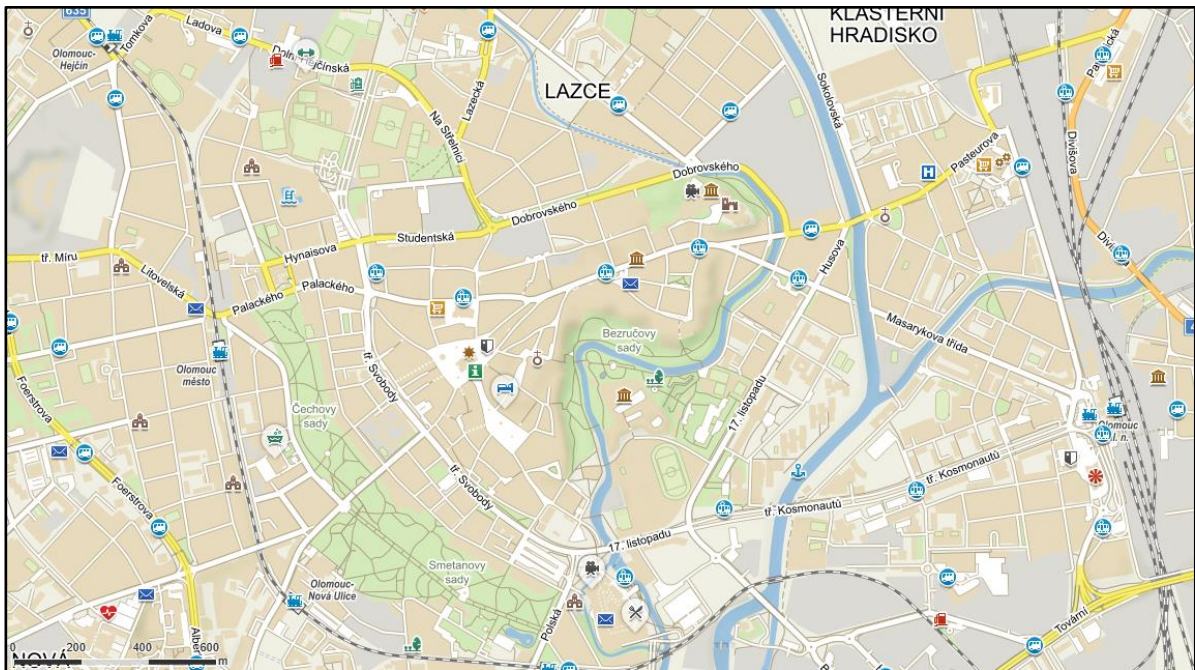 635
Ladova
Tomkova
Olomouc-
Hejčín
Dolní Hejčínská
Lazecká
Na Střelnici
LAZCE
KLÁŠTERNÍ
HRADISKO
Sokolovská
Pasteurova
Divišova
Dobrovského
Dobrovského
Studentská
Hynaisova
tř. Míru
Litovelská
Palackého
Palackého
Husova
Masarykova třída
Bezručovy
sady
Olomouc
město
tř. Svobody
Čechovy
sady
Foerstrova
Foerstrova
17. listopadu
tř. Svobody
tř. Kosmonautů
tř. Kosmonautů
17. listopadu
Smetanovy
sady
Olomouc-
Nová Ulice
Polská
Tovární
0 200 400 600
m
NOVÁ